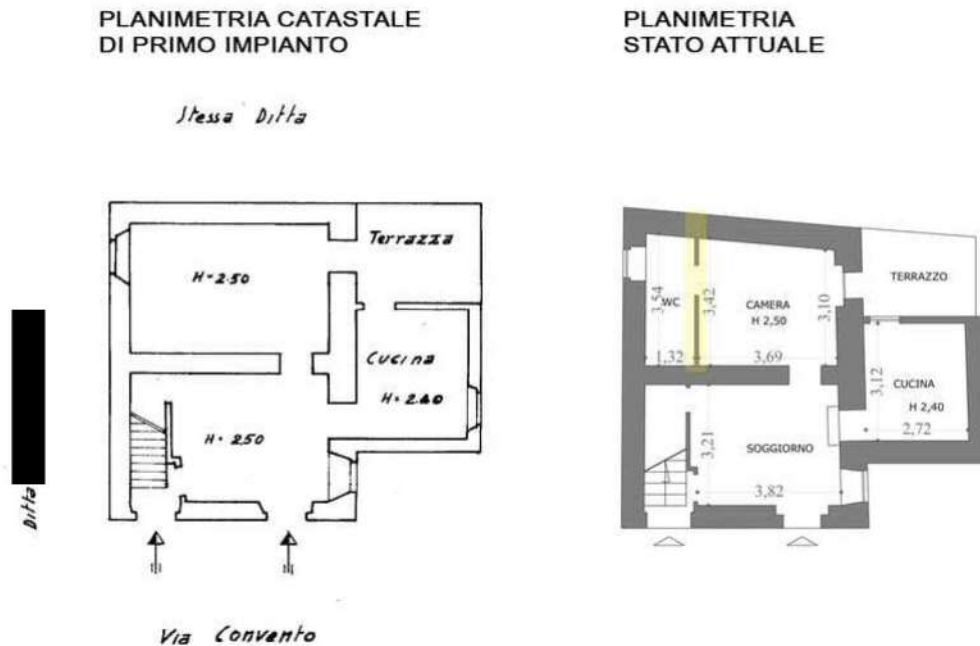 PLANIMETRIA CATASTALE
DI PRIMO IMPIANTO
Stessa Ditta
Terrazza
H=2.50
Cucina
H=2.40
H=2.50
Ditta
Via Convento
PLANIMETRIA
STATO ATTUALE
TERRAZZO
3,54
WC
3,42
CAMERA
H 2,50
3,10
1,32
3,69
3,12
CUCINA
H 2,40
2,72
3,21
SOGGIORNO
3,82